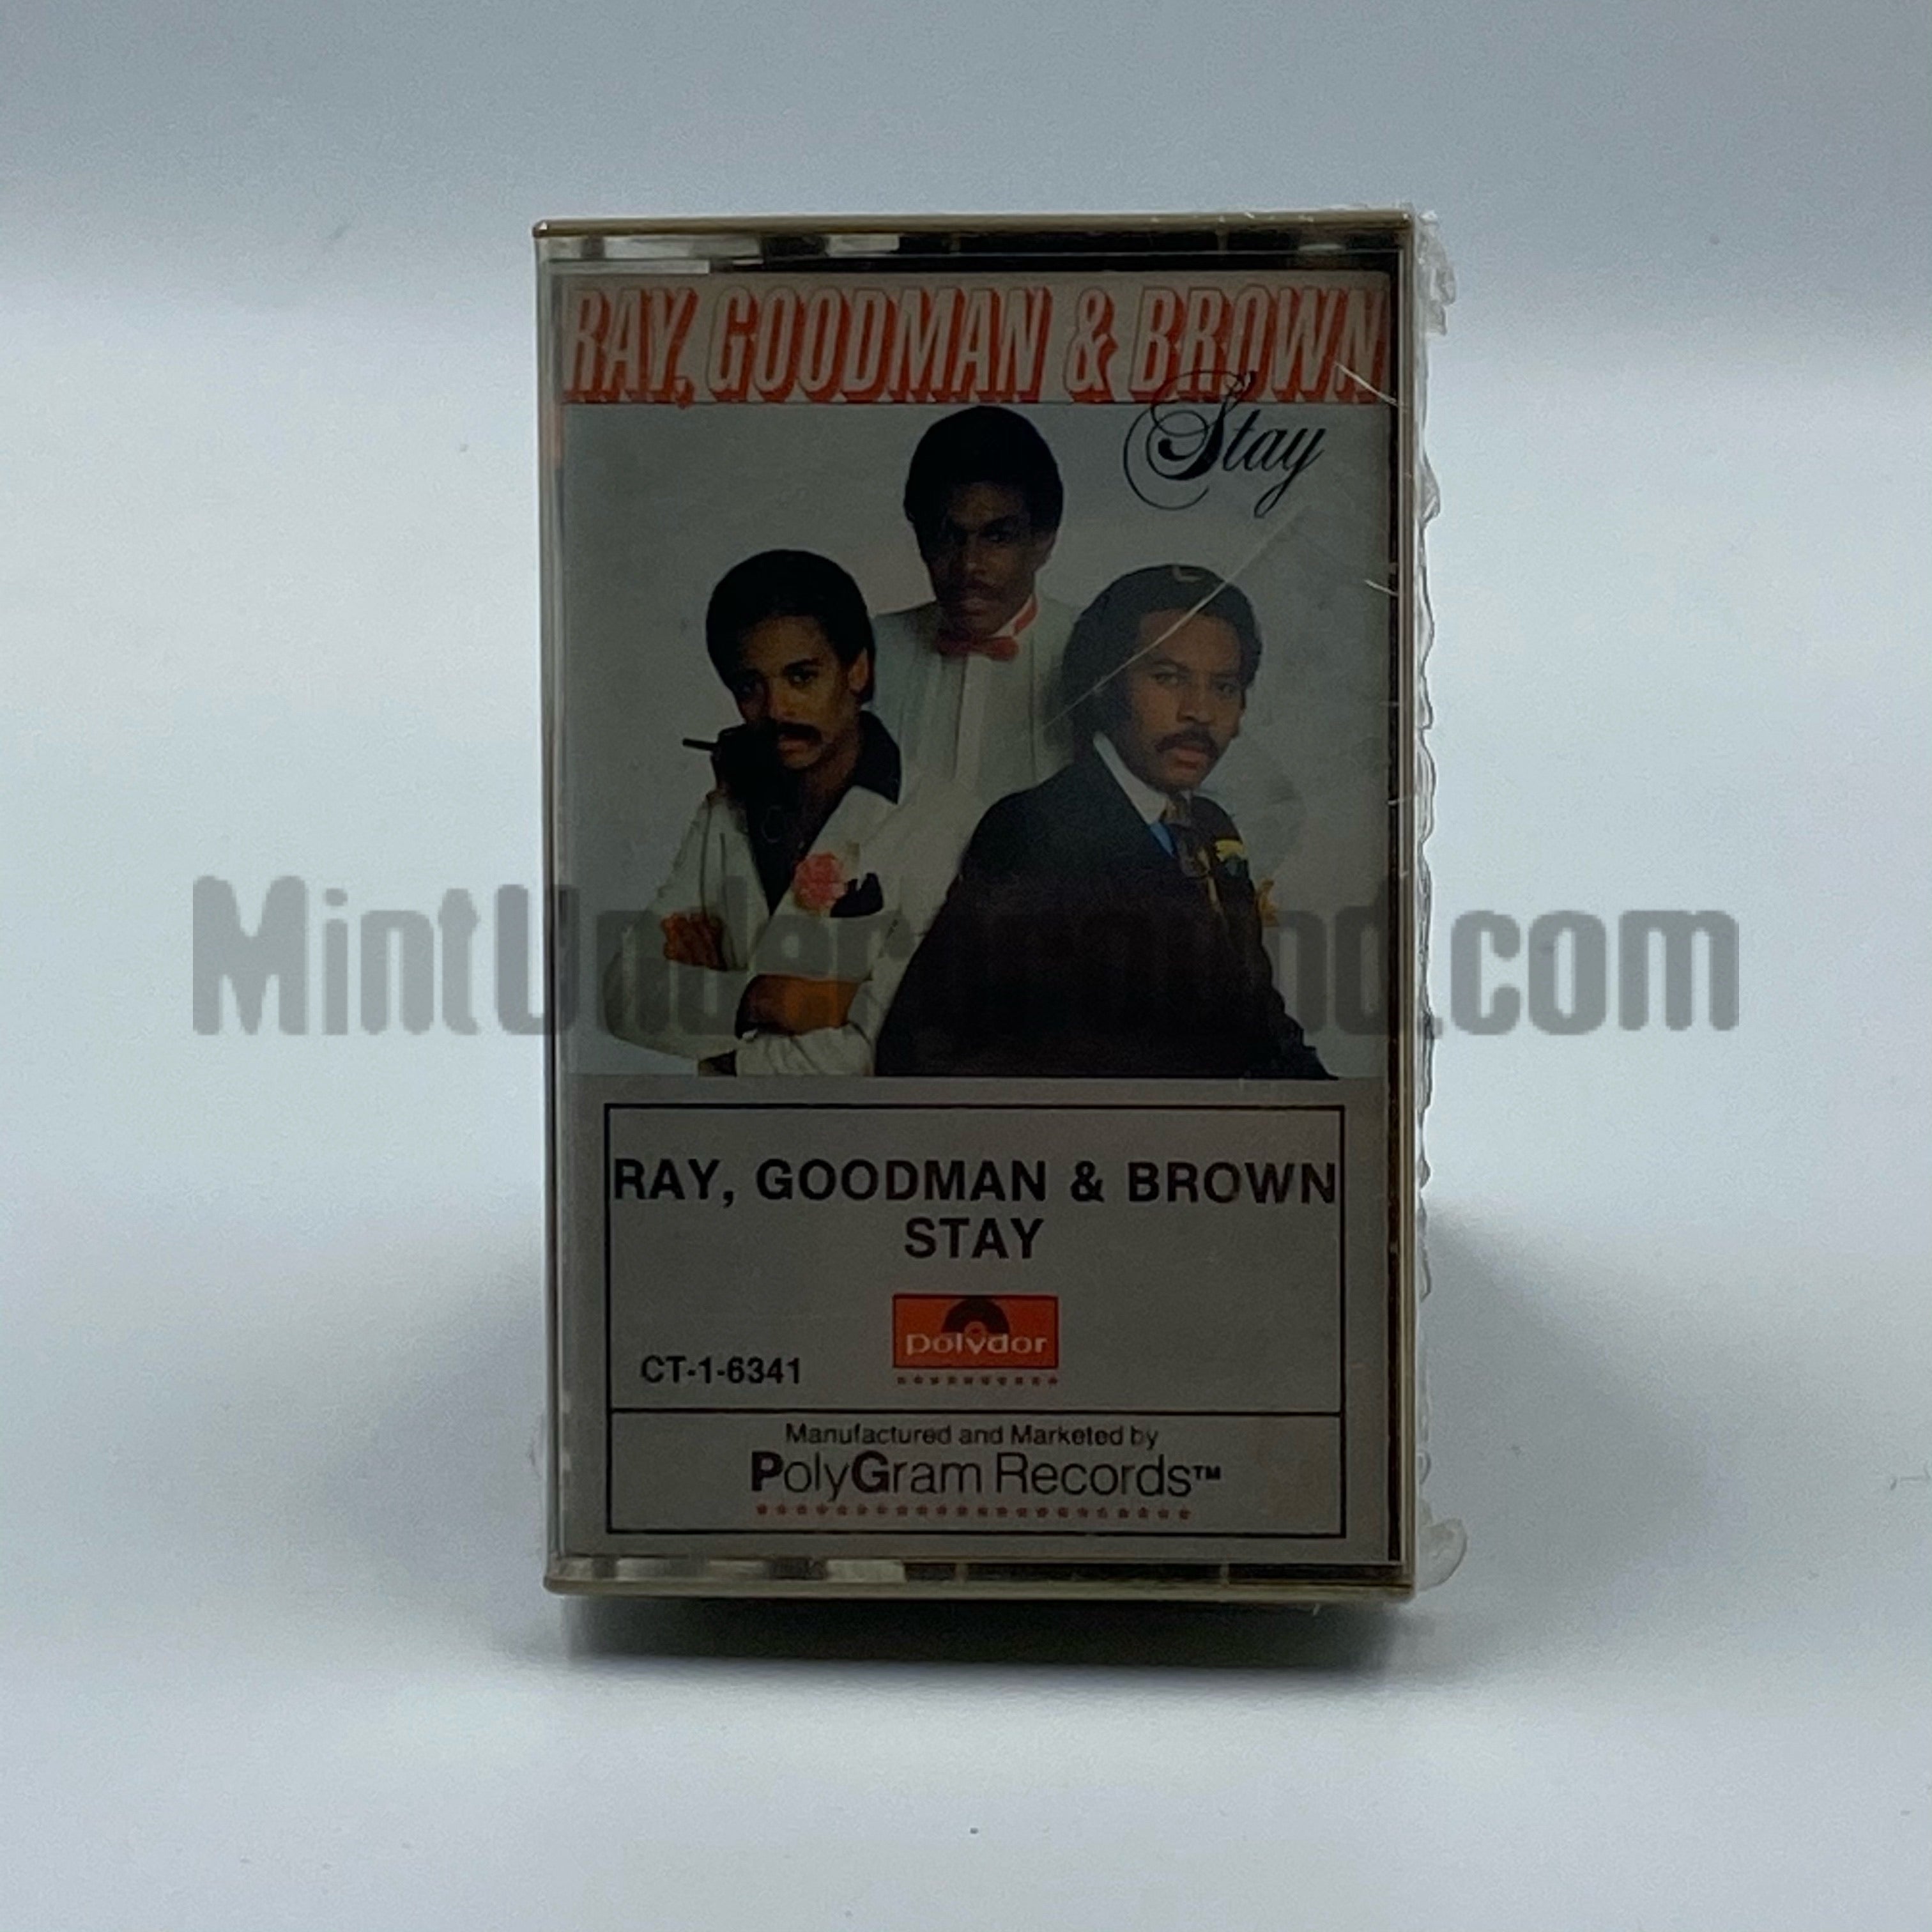 RAY, GOODMAN & BROWN
Stay
MintUnderground.com
RAY, GOODMAN & BROWN
STAY
polydor
CT-1-6341
Manufactured and Marketed by
PolyGram Records™